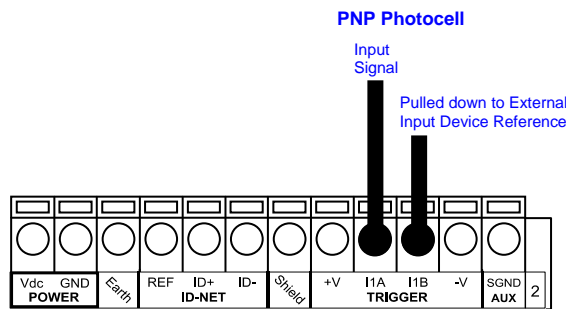 PNP Photocell
Input
Signal
Pulled down to External
Input Device Reference
Vdc GND Earth REF ID+ ID- Shield +V I1A I1B -V SGND 2
POWER ID-NET TRIGGER AUX